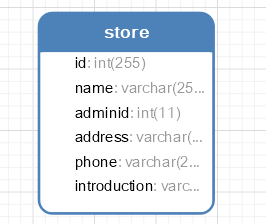 store
id: int(255)
name: varchar(25...
adminid: int(11)
address: varchar(...
phone: varchar(2...
introduction: varc...